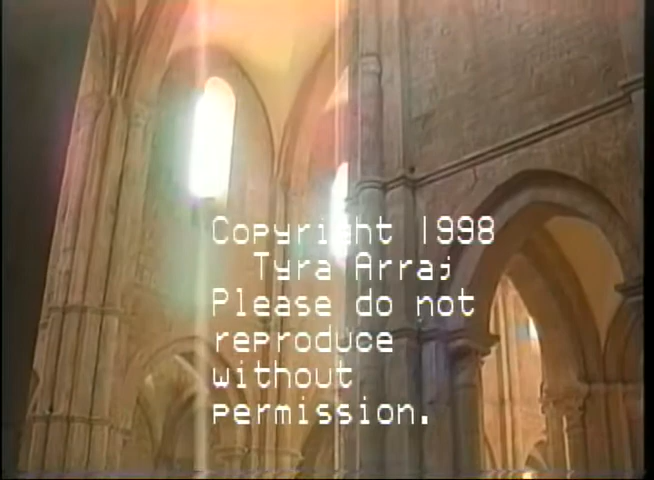 Copyright 1998
Tyra Arraj
Please do not
reproduce
without
permission.